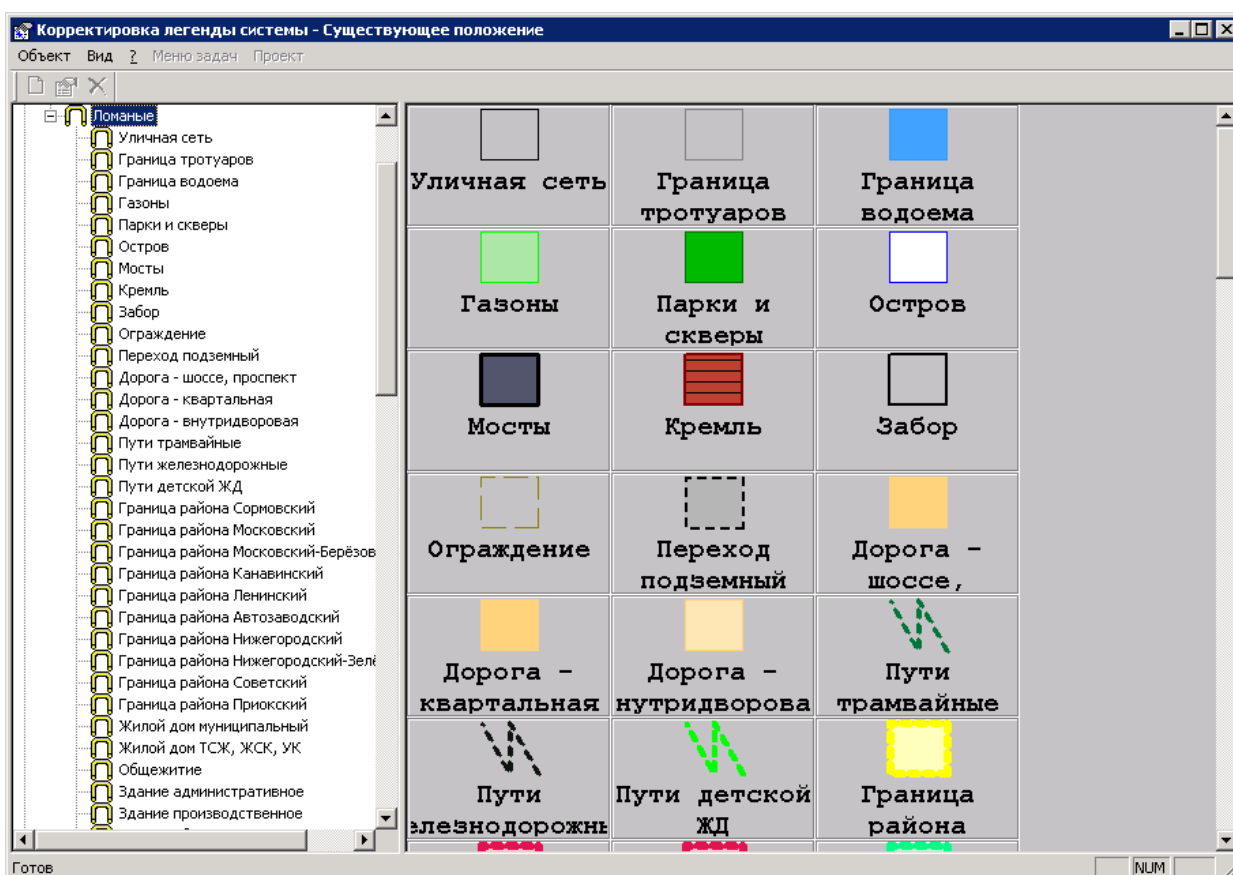 Корректировка легенды системы - Существующее положение
Объект Вид ? Меню задач Проект
Ломаные
Уличная сеть
Граница тротуаров
Граница водоема
Газоны
Парки и скверы
Остров
Мосты
Кремль
Забор
Ограждение
Переход подземный
Дорога - шоссе, проспект
Дорога - квартальная
Дорога - внутридворовая
Пути трамвайные
Пути железнодорожные
Пути детской ЖД
Граница района Сормовский
Граница района Московский
Граница района Московский-Берёзов
Граница района Канавинский
Граница района Ленинский
Граница района Автозаводский
Граница района Нижегородский
Граница района Нижегородский-Зелё
Граница района Советский
Граница района Приокский
Жилой дом муниципальный
Жилой дом ТСЖ, ЖСК, УК
Общежитие
Здание административное
Здание производственное
Уличная сеть
Граница
тротуаров
Граница
водоема
Газоны
Парки и
скверы
Остров
Мосты
Кремль
Забор
Ограждение
Переход
подземный
Дорога -
шоссе,
Дорога -
квартальная
Дорога -
нутридворова
Пути
трамвайные
Пути
елезнодорожны
Пути детской
ЖД
Граница
района
Готов
NUM